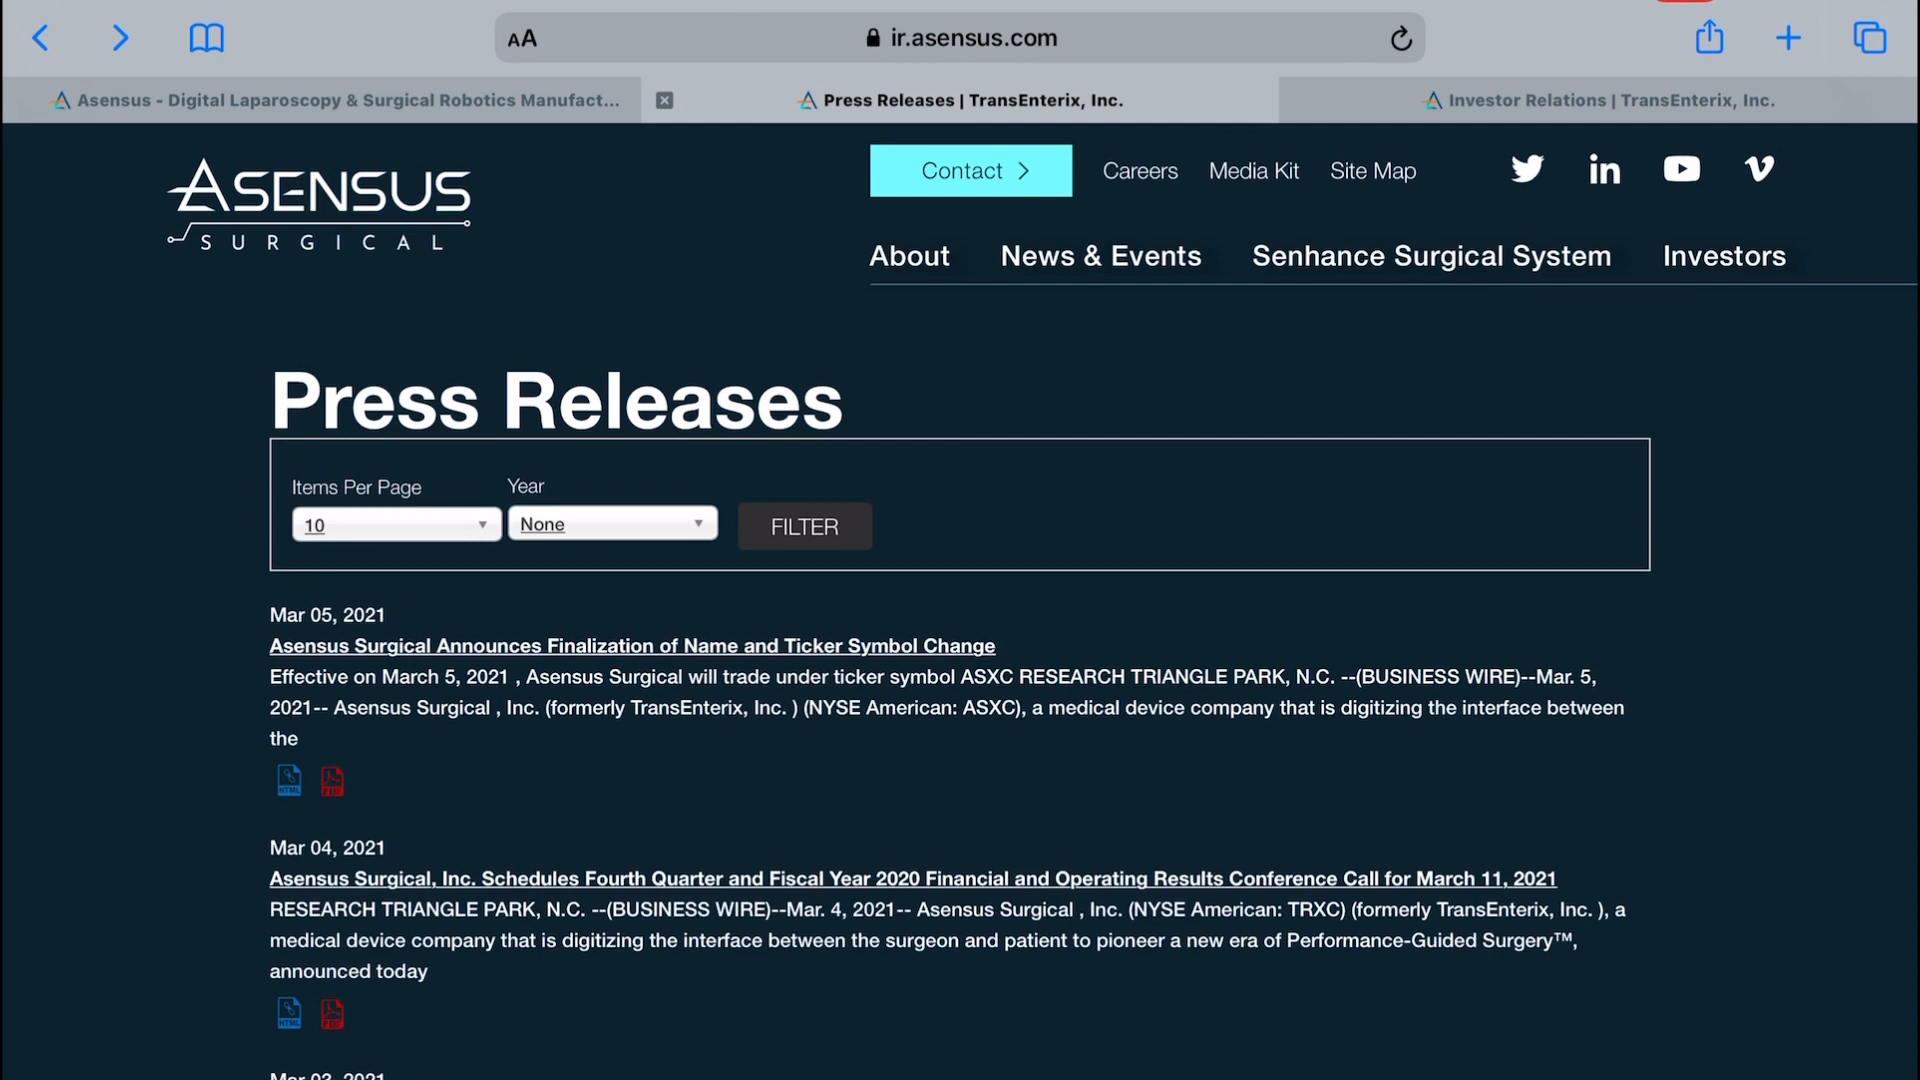 AA
ir.asensus.com
Asensus - Digital Laparoscopy & Surgical Robotics Manufact...
Press Releases | TransEnterix, Inc.
Investor Relations | TransEnterix, Inc.
ASENSUS
SURGICAL
Contact
Careers
Media Kit
Site Map
About
News & Events
Senhance Surgical System
Investors
Press Releases
Items Per Page
Year
10
None
FILTER
Mar 05, 2021
Asensus Surgical Announces Finalization of Name and Ticker Symbol Change
Effective on March 5, 2021 , Asensus Surgical will trade under ticker symbol ASXC RESEARCH TRIANGLE PARK, N.C. --(BUSINESS WIRE)--Mar. 5,
2021-- Asensus Surgical , Inc. (formerly TransEnterix, Inc. ) (NYSE American: ASXC), a medical device company that is digitizing the interface between
the
HTML
PDF
Mar 04, 2021
Asensus Surgical, Inc. Schedules Fourth Quarter and Fiscal Year 2020 Financial and Operating Results Conference Call for March 11, 2021
RESEARCH TRIANGLE PARK, N.C. --(BUSINESS WIRE)--Mar. 4, 2021-- Asensus Surgical , Inc. (NYSE American: TRXC) (formerly TransEnterix, Inc. ), a
medical device company that is digitizing the interface between the surgeon and patient to pioneer a new era of Performance-Guided Surgery™,
announced today
HTML
PDF
Mar 03, 2021